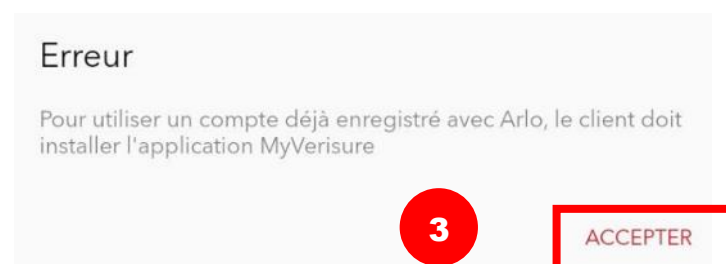 Erreur
Pour utiliser un compte déjà enregistré avec Arlo, le client doit
installer l'application MyVerisure
3
ACCEPTER